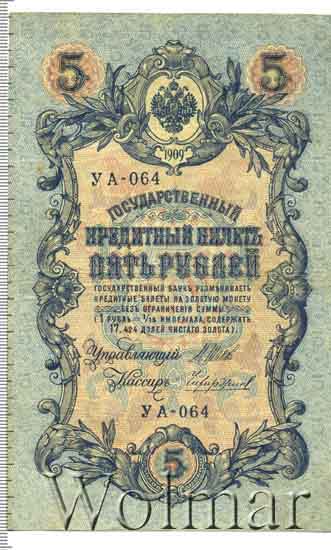 5 5
1909
УА-064
ГОСУДАРСТВЕННЫЙ
КРЕДИТНЫЙ БИЛЕТЪ
ПЯТЬ РУБЛЕЙ
ГОСУДАРСТВЕННЫЙ БАНКЪ РАЗМѢНИВАЕТЪ
КРЕДИТНЫЕ БИЛЕТЫ НА ЗОЛОТУЮ МОНЕТУ
БЕЗЪ ОГРАНИЧЕНІЯ СУММЫ
(1 РУБЛЬ = 1/15 ИМПЕРІАЛА, СОДЕРЖИТЪ
17,424 ДОЛЕЙ ЧИСТАГО ЗОЛОТА).
Управляющій
Кассиръ
УА-064
5
Wolmar